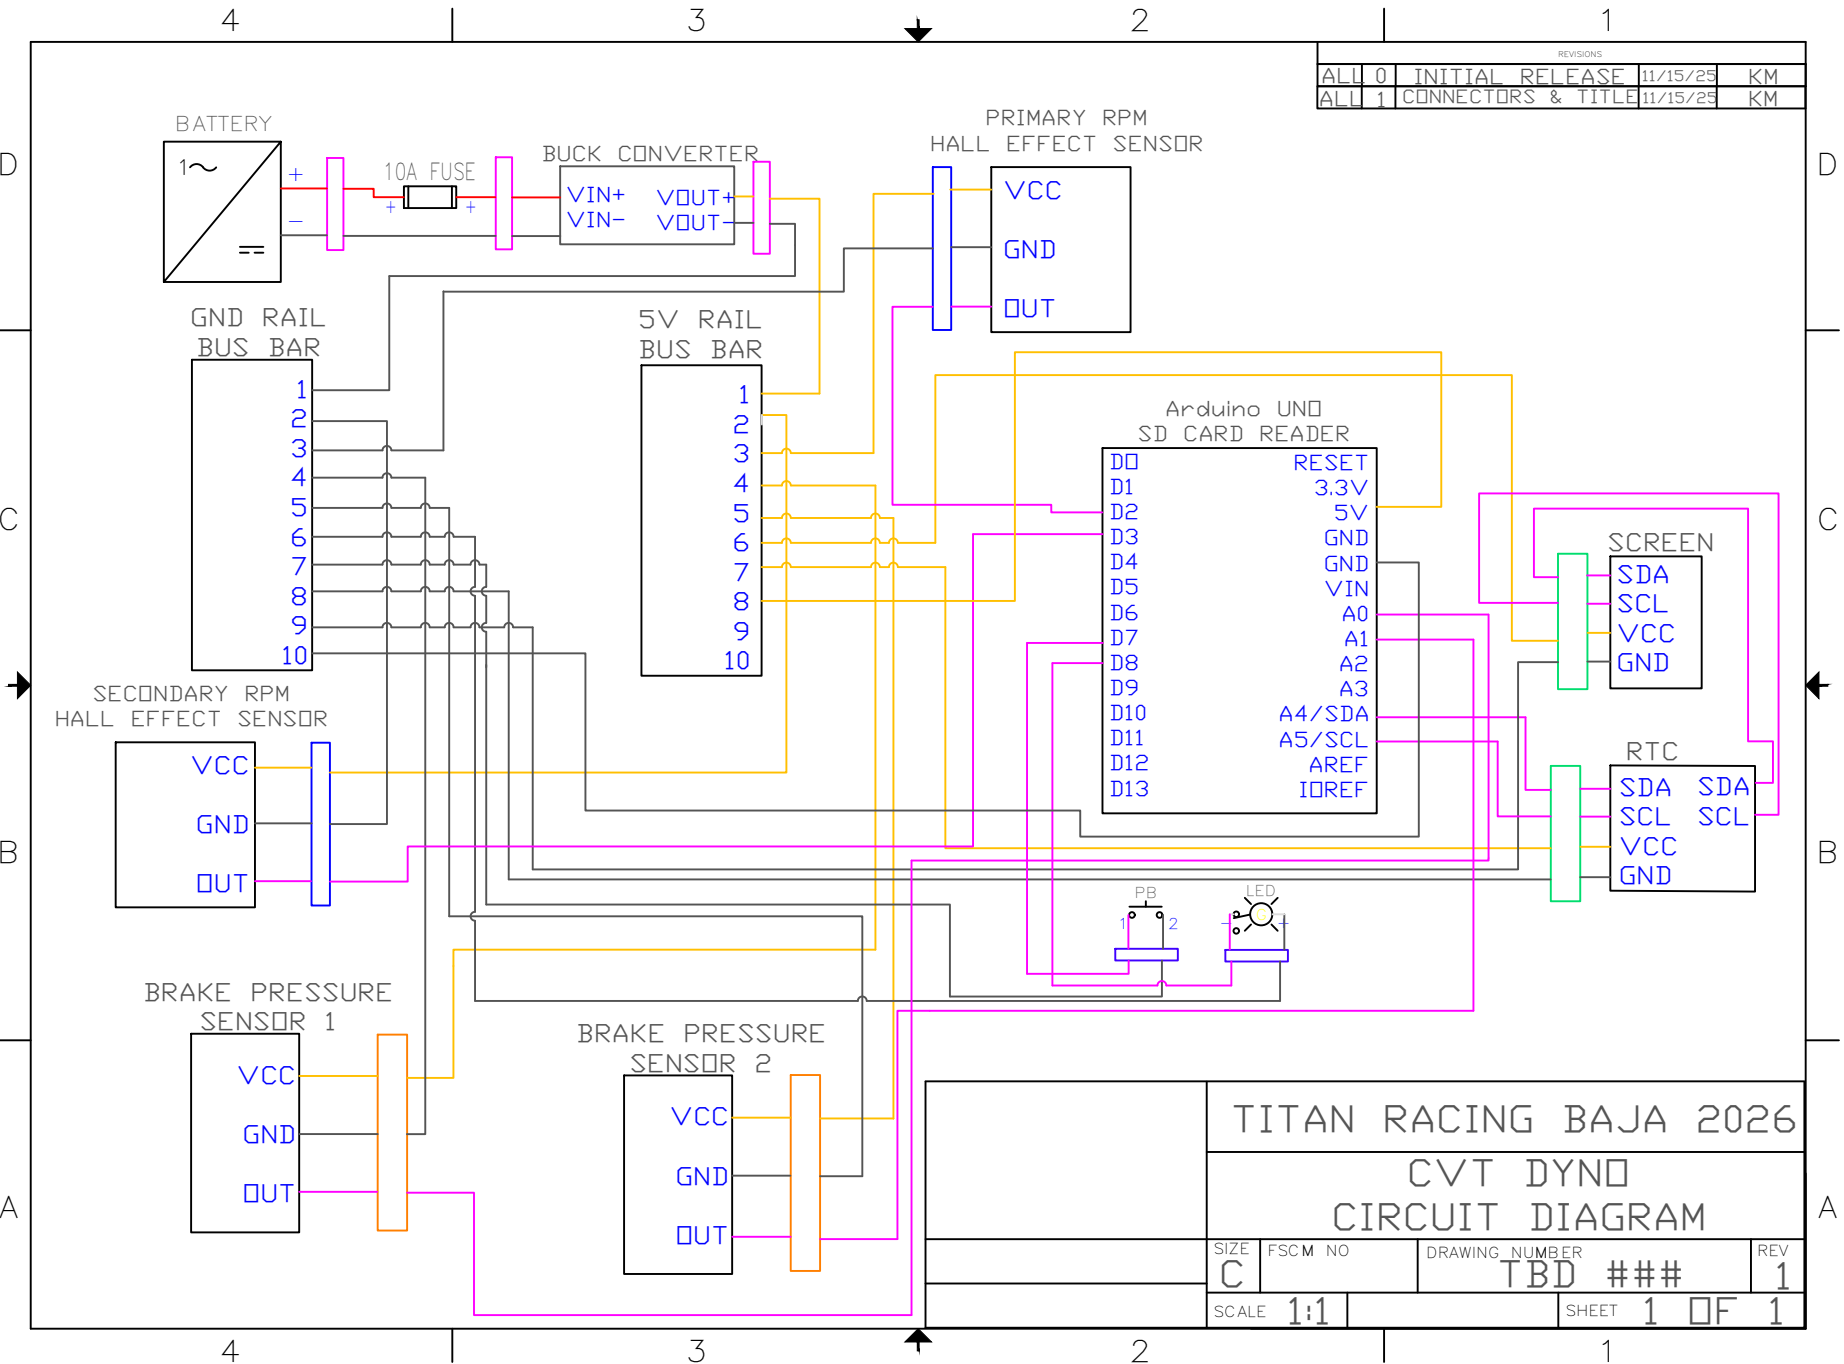 4 3 2 1
REVISIONS
ALL 0 INITIAL RELEASE 11/15/25 KM
ALL 1 CONNECTORS & TITLE 11/15/25 KM
D D
BATTERY
1~
+
−
10A FUSE
+ +
BUCK CONVERTER
VIN+ VOUT+
VIN- VOUT-
PRIMARY RPM
HALL EFFECT SENSOR
VCC
GND
OUT
GND RAIL
BUS BAR
1
2
3
4
5
6
7
8
9
10
5V RAIL
BUS BAR
1
2
3
4
5
6
7
8
9
10
C C
Arduino UNO
SD CARD READER
D0 RESET
D1 3.3V
D2 5V
D3 GND
D4 GND
D5 VIN
D6 A0
D7 A1
D8 A2
D9 A3
D10 A4/SDA
D11 A5/SCL
D12 AREF
D13 IOREF
SCREEN
SDA
SCL
VCC
GND
SECONDARY RPM
HALL EFFECT SENSOR
VCC
GND
OUT
RTC
SDA SDA
SCL SCL
VCC
GND
B B
PB
1 2
LED
- +
BRAKE PRESSURE
SENSOR 1
VCC
GND
OUT
BRAKE PRESSURE
SENSOR 2
VCC
GND
OUT
A A
TITAN RACING BAJA 2026
CVT DYNO
CIRCUIT DIAGRAM
SIZE FSCM NO DRAWING NUMBER REV
C TBD ### 1
SCALE 1:1 SHEET 1 OF 1
4 3 2 1